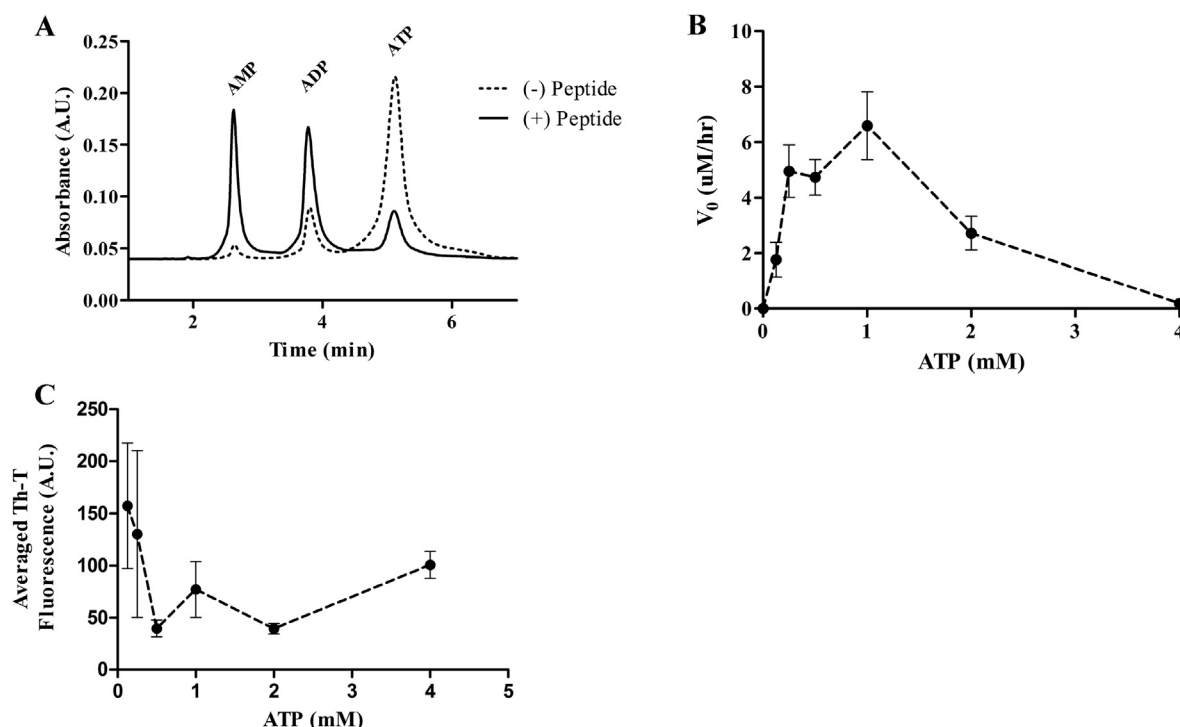 A
0.25
0.20
0.15
0.10
0.05
0.00
Absorbance (A.U.)
AMP
ADP
ATP
(-) Peptide
(+) Peptide
2 4 6
Time (min)
B
10
8
6
4
2
0
V0 (uM/hr)
0 1 2 3 4
ATP (mM)
C
250
200
150
100
50
0
Averaged Th-T
Fluorescence (A.U.)
0 1 2 3 4 5
ATP (mM)